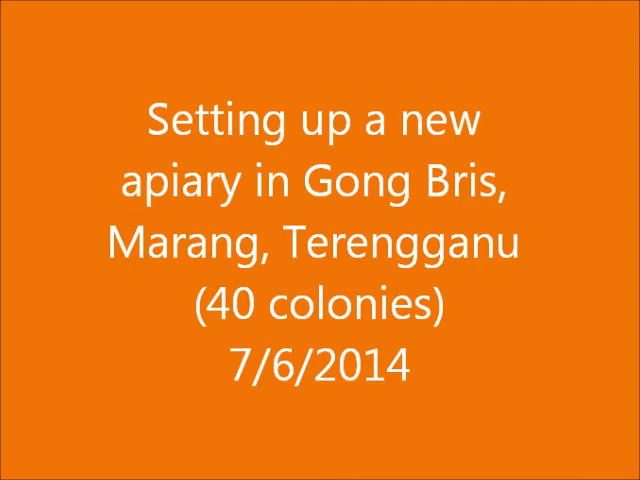 Setting up a new
apiary in Gong Bris,
Marang, Terengganu
(40 colonies)
7/6/2014